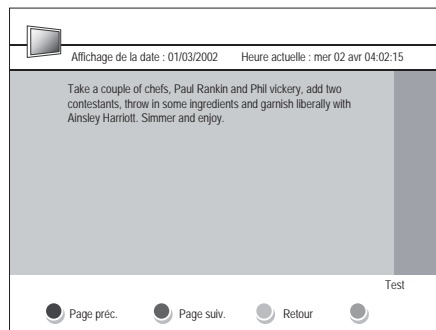 Affichage de la date : 01/03/2002 Heure actuelle : mer 02 avr 04:02:15
Take a couple of chefs, Paul Rankin and Phil vickery, add two
contestants, throw in some ingredients and garnish liberally with
Ainsley Harriott. Simmer and enjoy.
Test
Page préc. Page suiv. Retour